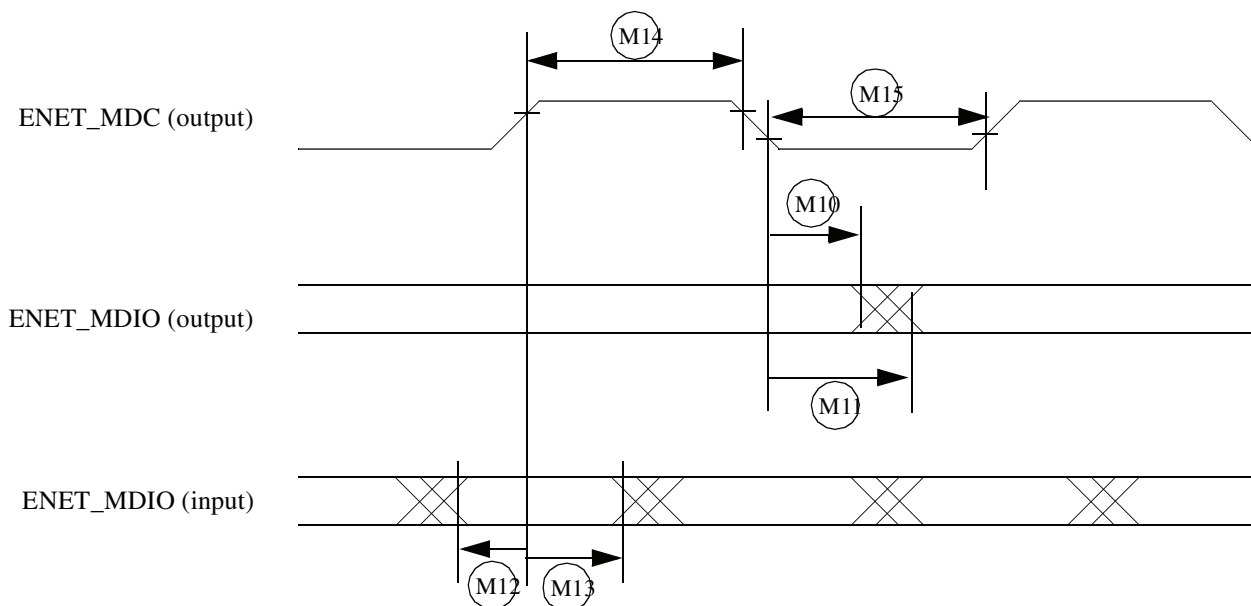 M14
M15
ENET_MDC (output)
M10
ENET_MDIO (output)
M11
ENET_MDIO (input)
M12
M13